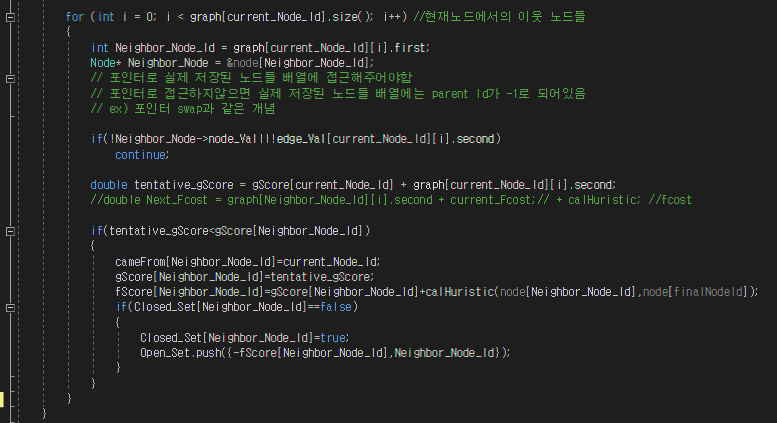 for (int i = 0; i < graph[current_Node_Id].size(); i++) //현재노드에서의 이웃 노드들
{
int Neighbor_Node_Id = graph[current_Node_Id][i].first;
Node* Neighbor_Node = &node[Neighbor_Node_Id];
// 포인터로 실제 저장된 노드들 배열에 접근해주어야함
// 포인터로 접근하지않으면 실제 저장된 노드들 배열에는 parent Id가 -1로 되어있음
// ex) 포인터 swap과 같은 개념
if(!Neighbor_Node->node_Val||!edge_Val[current_Node_Id][i].second)
continue;
double tentative_gScore = gScore[current_Node_Id] + graph[current_Node_Id][i].second;
//double Next_Fcost = graph[Neighbor_Node_Id][i].second + current_Fcost;// + calHuristic; //fcost
if(tentative_gScore<gScore[Neighbor_Node_Id])
{
cameFrom[Neighbor_Node_Id]=current_Node_Id;
gScore[Neighbor_Node_Id]=tentative_gScore;
fScore[Neighbor_Node_Id]=gScore[Neighbor_Node_Id]+calHuristic(node[Neighbor_Node_Id],node[finalNodeId]);
if(Closed_Set[Neighbor_Node_Id]==false)
{
Closed_Set[Neighbor_Node_Id]=true;
Open_Set.push({-fScore[Neighbor_Node_Id],Neighbor_Node_Id});
}
}
}
}